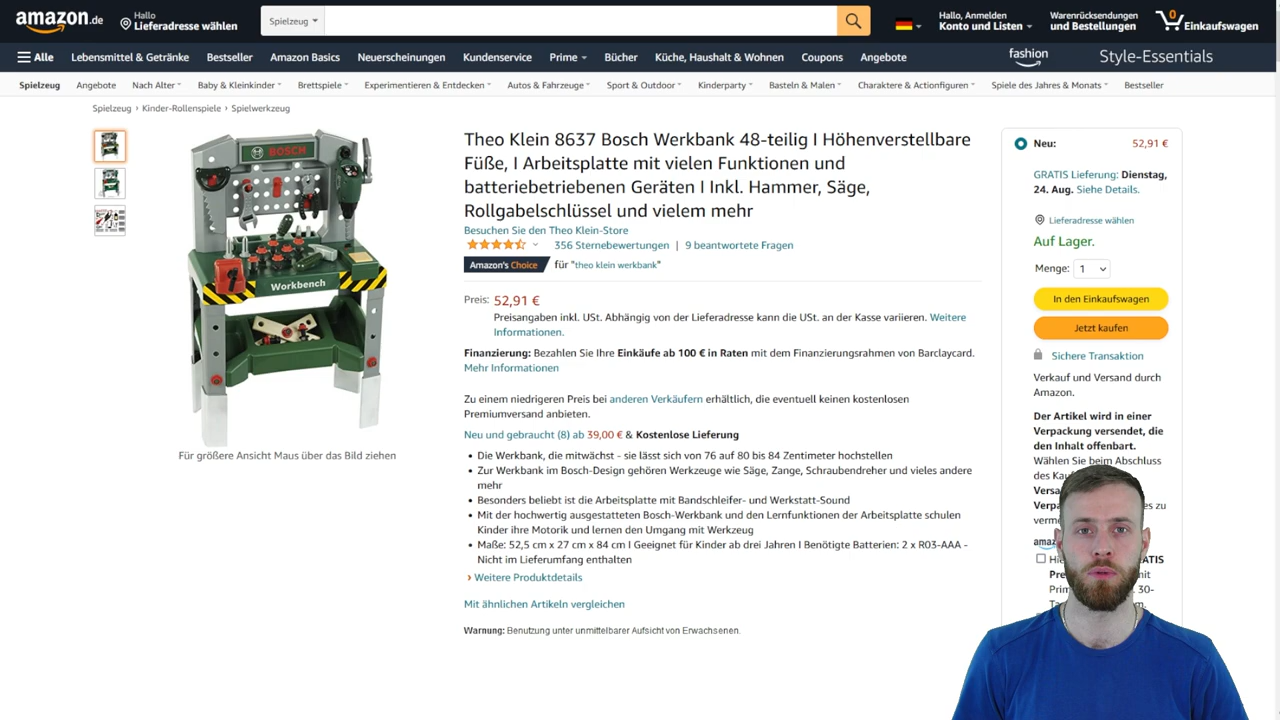 amazon.de
Hallo
Lieferadresse wählen
Spielzeug
Hallo, Anmelden
Konto und Listen
Warenrücksendungen
und Bestellungen
0
Einkaufswagen
Alle
Lebensmittel & Getränke
Bestseller
Amazon Basics
Neuerscheinungen
Kundenservice
Prime
Bücher
Küche, Haushalt & Wohnen
Coupons
Angebote
fashion
Style-Essentials
Spielzeug
Angebote
Nach Alter
Baby & Kleinkinder
Brettspiele
Experimentieren & Entdecken
Autos & Fahrzeuge
Sport & Outdoor
Kinderparty
Basteln & Malen
Charaktere & Actionfiguren
Spiele des Jahres & Monats
Bestseller
Spielzeug › Kinder-Rollenspiele › Spielwerkzeug
BOSCH
Workbench
Für größere Ansicht Maus über das Bild ziehen
Theo Klein 8637 Bosch Werkbank 48-teilig I Höhenverstellbare
Füße, I Arbeitsplatte mit vielen Funktionen und
batteriebetriebenen Geräten I Inkl. Hammer, Säge,
Rollgabelschlüssel und vielem mehr
Besuchen Sie den Theo Klein-Store
356 Sternebewertungen | 9 beantwortete Fragen
Amazon's Choice für "theo klein werkbank"
Preis: 52,91 €
Preisangaben inkl. USt. Abhängig von der Lieferadresse kann die USt. an der Kasse variieren. Weitere
Informationen.
Finanzierung: Bezahlen Sie Ihre Einkäufe ab 100 € in Raten mit dem Finanzierungsrahmen von Barclaycard.
Mehr Informationen
Zu einem niedrigeren Preis bei anderen Verkäufern erhältlich, die eventuell keinen kostenlosen
Premiumversand anbieten.
Neu und gebraucht (8) ab 39,00 € & Kostenlose Lieferung
• Die Werkbank, die mitwächst - sie lässt sich von 76 auf 80 bis 84 Zentimeter hochstellen
• Zur Werkbank im Bosch-Design gehören Werkzeuge wie Säge, Zange, Schraubendreher und vieles andere
mehr
• Besonders beliebt ist die Arbeitsplatte mit Bandschleifer- und Werkstatt-Sound
• Mit der hochwertig ausgestatteten Bosch-Werkbank und den Lernfunktionen der Arbeitsplatte schulen
Kinder ihre Motorik und lernen den Umgang mit Werkzeug
• Maße: 52,5 cm x 27 cm x 84 cm I Geeignet für Kinder ab drei Jahren I Benötigte Batterien: 2 x R03-AAA -
Nicht im Lieferumfang enthalten
› Weitere Produktdetails
Mit ähnlichen Artikeln vergleichen
Warnung: Benutzung unter unmittelbarer Aufsicht von Erwachsenen.
Neu: 52,91 €
GRATIS Lieferung: Dienstag,
24. Aug. Siehe Details.
Lieferadresse wählen
Auf Lager.
Menge: 1
In den Einkaufswagen
Jetzt kaufen
Sichere Transaktion
Verkauf und Versand durch
Amazon.
Der Artikel wird in einer
Verpackung versendet, die
den Inhalt offenbart.
Wählen Sie beim Abschluss
des